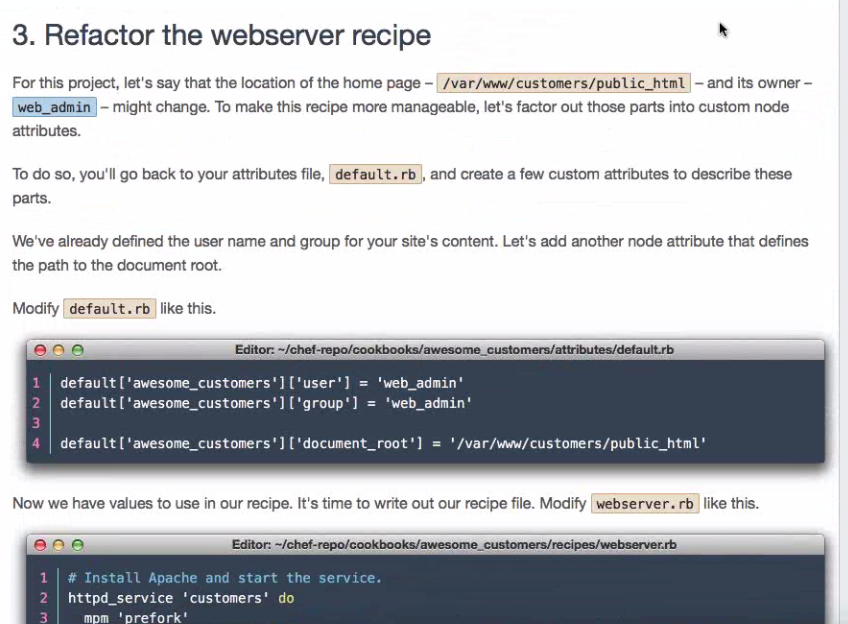 3. Refactor the webserver recipe
For this project, let's say that the location of the home page – /var/www/customers/public_html – and its owner –
web_admin – might change. To make this recipe more manageable, let's factor out those parts into custom node
attributes.
To do so, you'll go back to your attributes file, default.rb, and create a few custom attributes to describe these
parts.
We've already defined the user name and group for your site's content. Let's add another node attribute that defines
the path to the document root.
Modify default.rb like this.
Editor: ~/chef-repo/cookbooks/awesome_customers/attributes/default.rb
1 default['awesome_customers']['user'] = 'web_admin'
2 default['awesome_customers']['group'] = 'web_admin'
3
4 default['awesome_customers']['document_root'] = '/var/www/customers/public_html'
Now we have values to use in our recipe. It's time to write out our recipe file. Modify webserver.rb like this.
Editor: ~/chef-repo/cookbooks/awesome_customers/recipes/webserver.rb
1 # Install Apache and start the service.
2 httpd_service 'customers' do
3 mpm 'prefork'